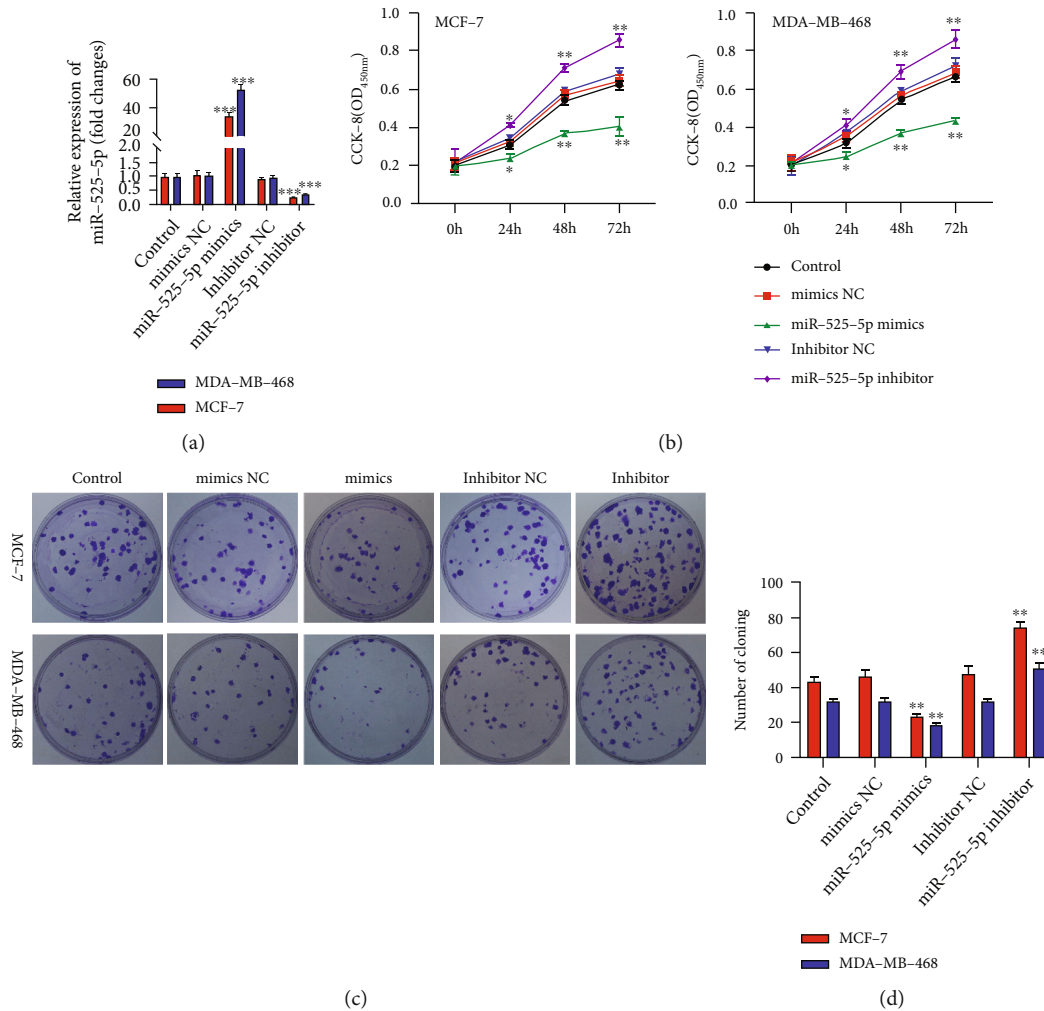 Relative expression of
miR–525–5p (fold changes)
60
40
20
2.0
1.5
1.0
0.5
0.0
***
***
***
***
Control
mimics NC
miR–525–5p mimics
Inhibitor NC
miR–525–5p inhibitor
MDA–MB–468
MCF–7
(a)
MCF–7
CCK–8(OD450nm)
1.0
0.8
0.6
0.4
0.2
0.0
*
**
**
*
**
**
0h 24h 48h 72h
MDA–MB–468
CCK–8(OD450nm)
1.0
0.8
0.6
0.4
0.2
0.0
*
**
**
*
**
**
0h 24h 48h 72h
Control
mimics NC
miR–525–5p mimics
Inhibitor NC
miR–525–5p inhibitor
(b)
Control mimics NC mimics Inhibitor NC Inhibitor
MCF–7
MDA–MB–468
(c)
Number of cloning
100
80
60
40
20
0
**
**
**
**
Control
mimics NC
miR–525–5p mimics
Inhibitor NC
miR–525–5p inhibitor
MCF–7
MDA–MB–468
(d)